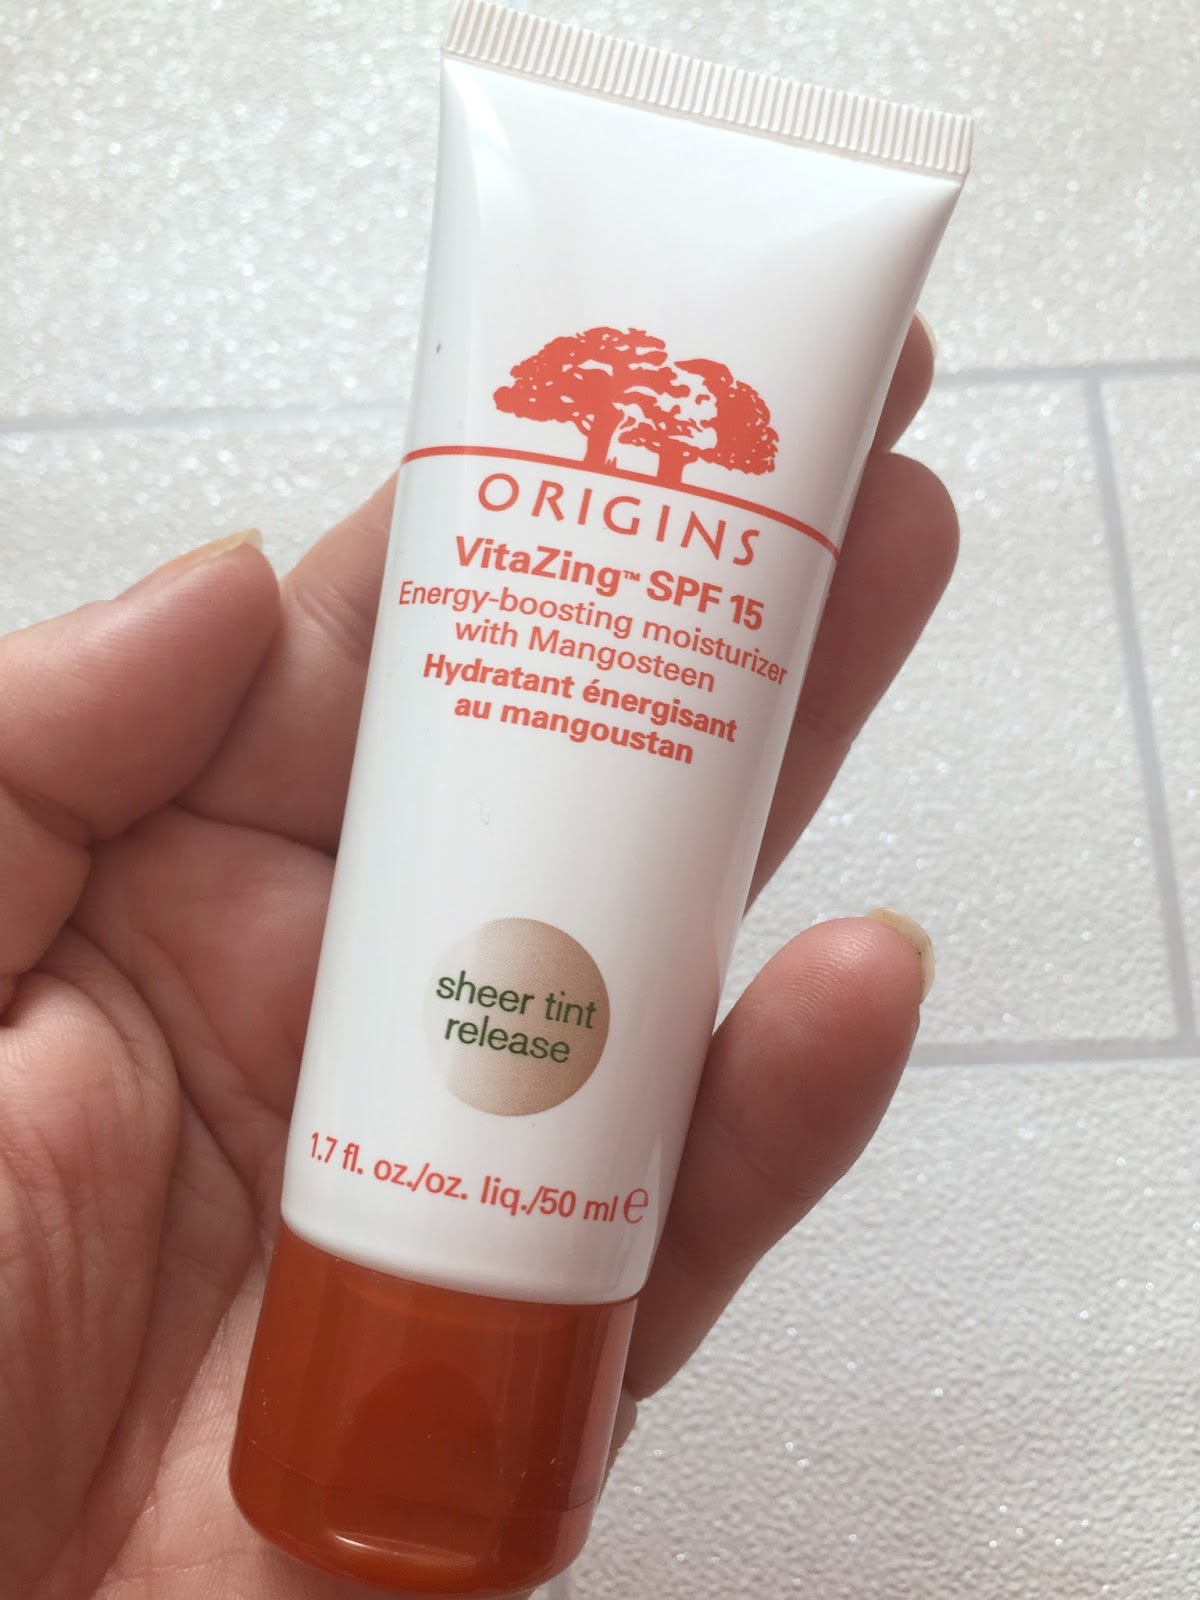 ORIGINS
VitaZing™ SPF 15
Energy-boosting moisturizer
with Mangosteen
Hydratant énergisant
au mangoustan
sheer tint
release
1.7 fl. oz./oz. liq./50 ml ℮